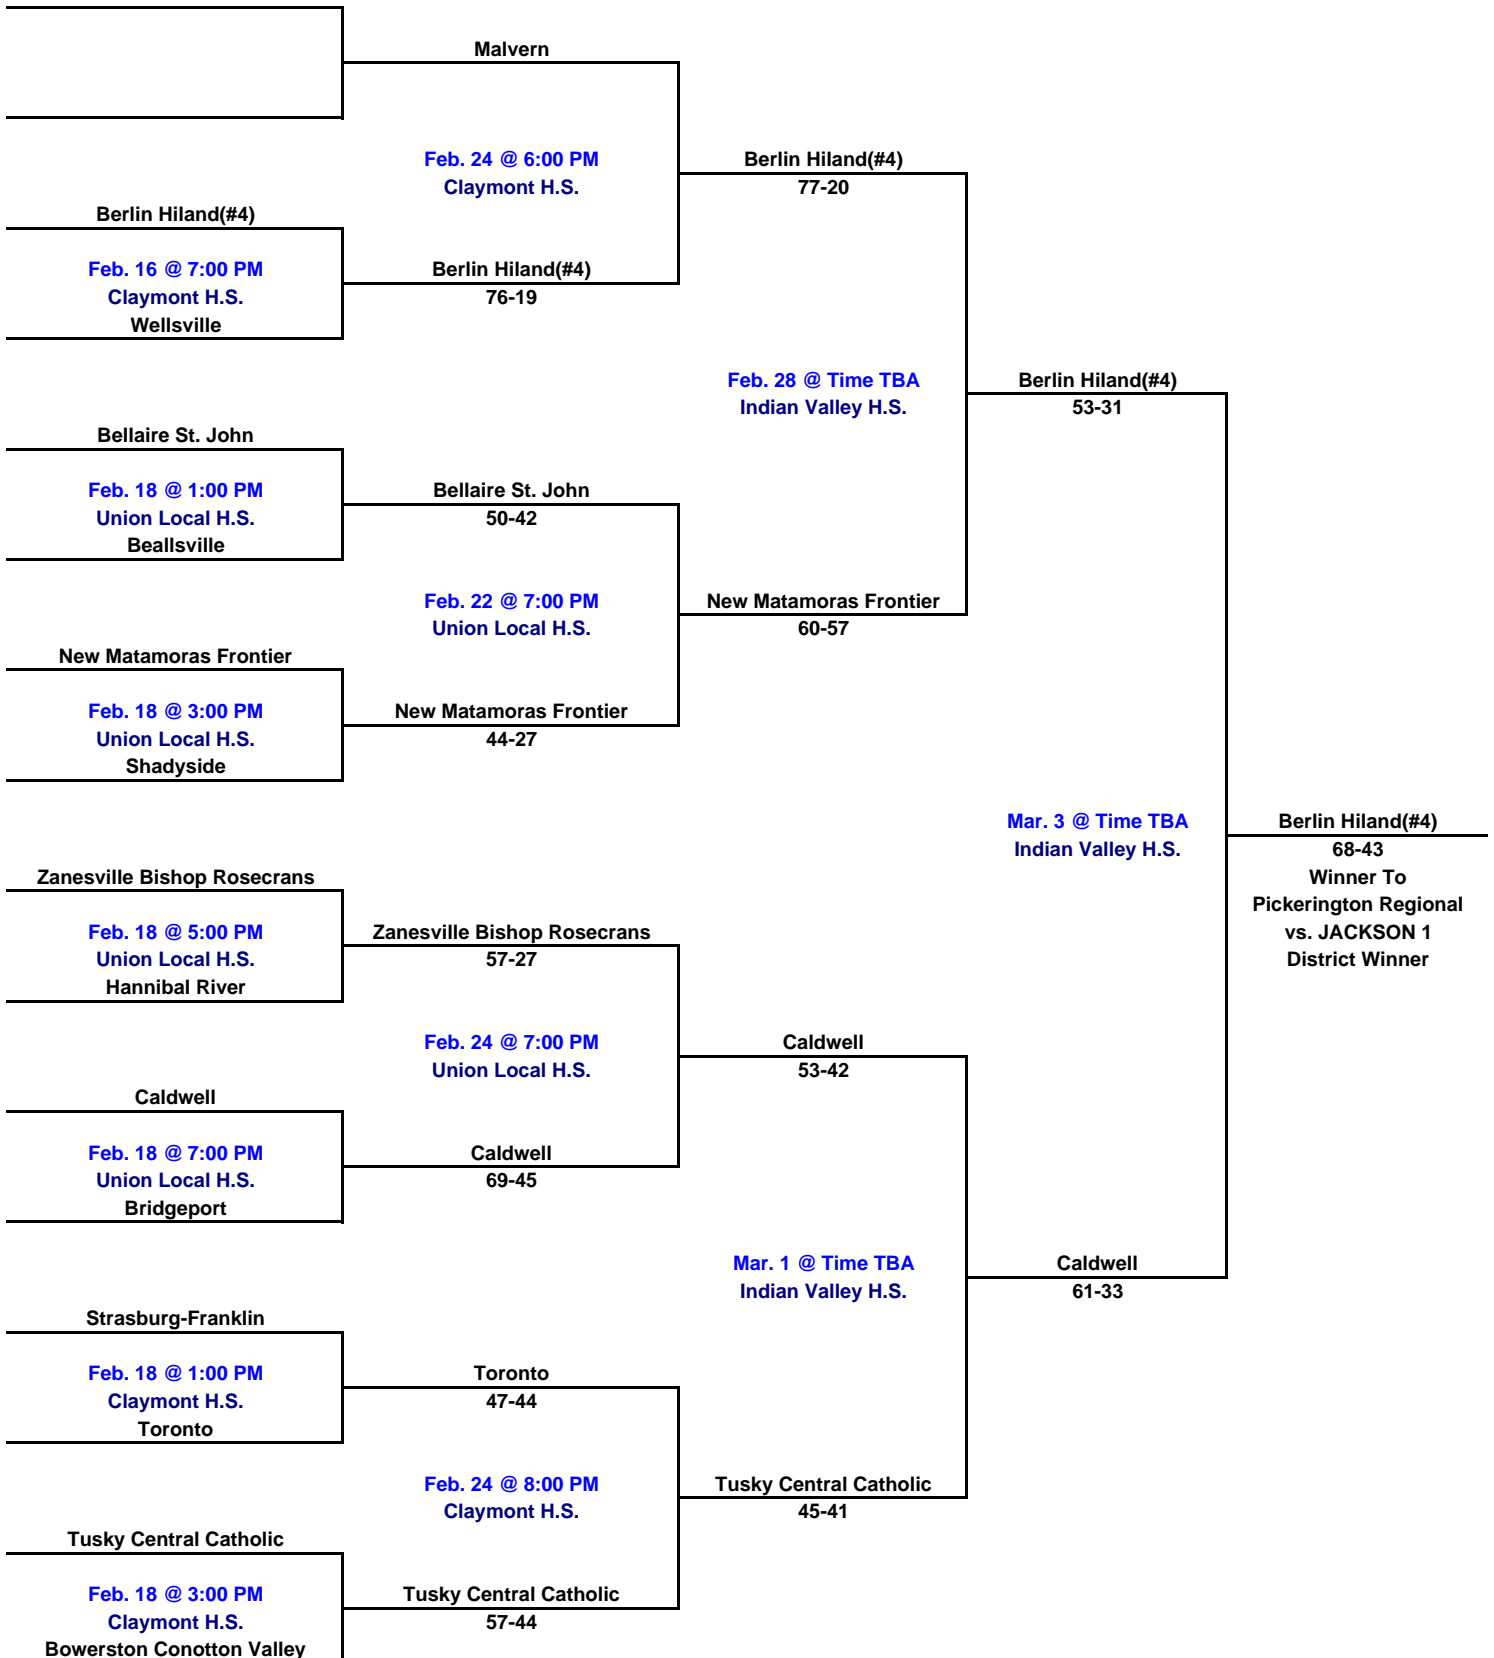 Malvern
Feb. 24 @ 6:00 PM
Claymont H.S.
Berlin Hiland(#4)
77-20
Berlin Hiland(#4)
Feb. 16 @ 7:00 PM
Claymont H.S.
Wellsville
Berlin Hiland(#4)
76-19
Feb. 28 @ Time TBA
Indian Valley H.S.
Berlin Hiland(#4)
53-31
Bellaire St. John
Feb. 18 @ 1:00 PM
Union Local H.S.
Beallsville
Bellaire St. John
50-42
Feb. 22 @ 7:00 PM
Union Local H.S.
New Matamoras Frontier
60-57
New Matamoras Frontier
Feb. 18 @ 3:00 PM
Union Local H.S.
Shadyside
New Matamoras Frontier
44-27
Mar. 3 @ Time TBA
Indian Valley H.S.
Berlin Hiland(#4)
68-43
Winner To
Pickerington Regional
vs. JACKSON 1
District Winner
Zanesville Bishop Rosecrans
Feb. 18 @ 5:00 PM
Union Local H.S.
Hannibal River
Zanesville Bishop Rosecrans
57-27
Feb. 24 @ 7:00 PM
Union Local H.S.
Caldwell
53-42
Caldwell
Feb. 18 @ 7:00 PM
Union Local H.S.
Bridgeport
Caldwell
69-45
Mar. 1 @ Time TBA
Indian Valley H.S.
Caldwell
61-33
Strasburg-Franklin
Feb. 18 @ 1:00 PM
Claymont H.S.
Toronto
Toronto
47-44
Feb. 24 @ 8:00 PM
Claymont H.S.
Tusky Central Catholic
45-41
Tusky Central Catholic
Feb. 18 @ 3:00 PM
Claymont H.S.
Bowerston Conotton Valley
Tusky Central Catholic
57-44